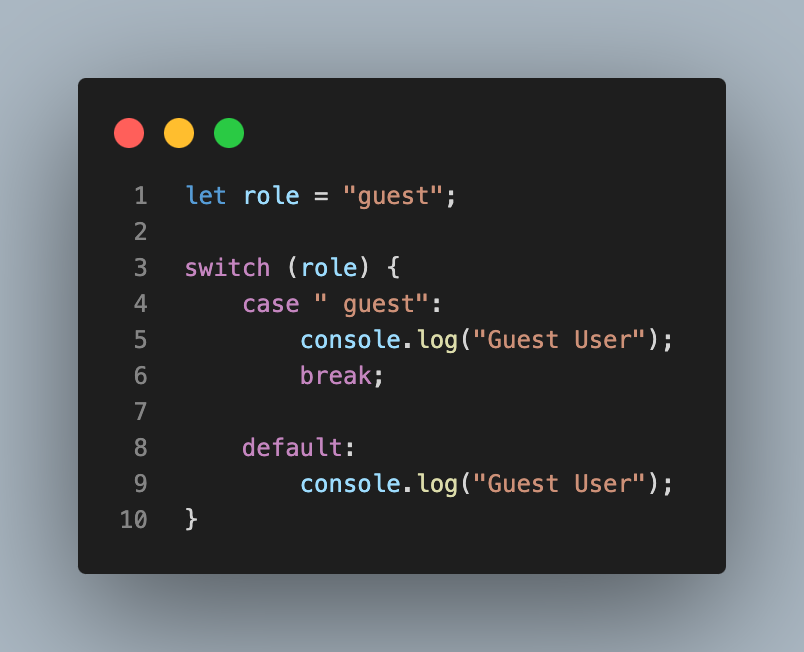 1 let role = "guest";
2
3 switch (role) {
4     case " guest":
5         console.log("Guest User");
6         break;
7
8     default:
9         console.log("Guest User");
10 }